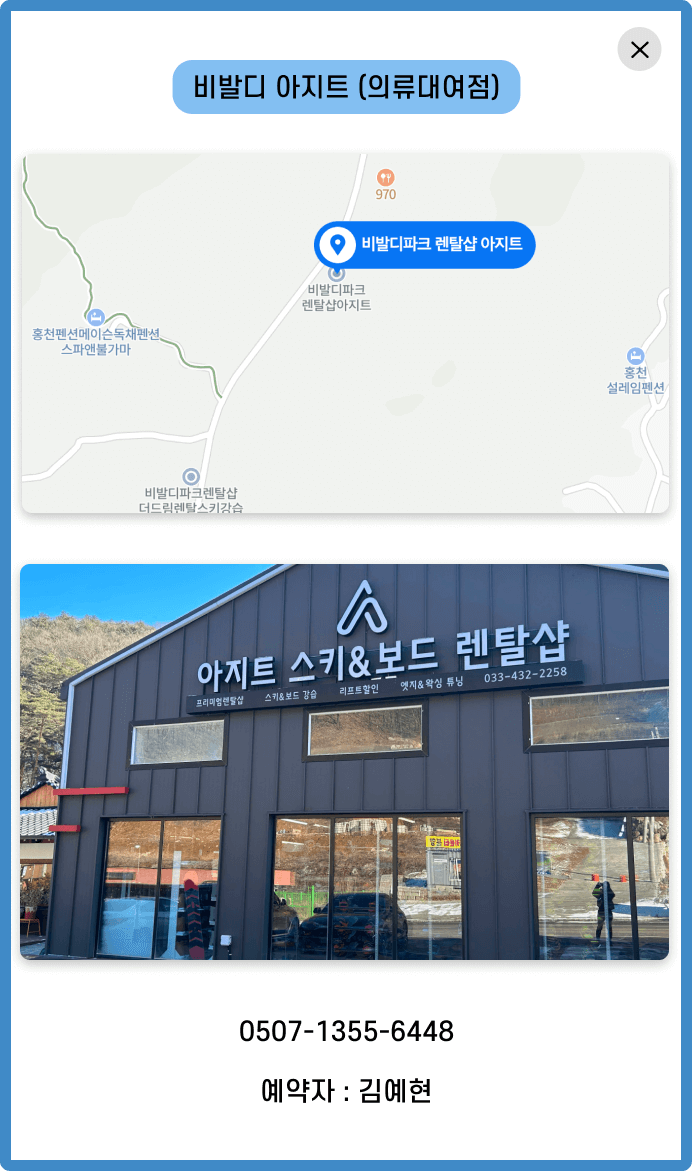 비발디 아지트 (의류대여점)
970
비발디파크 렌탈샵 아지트
비발디파크
렌탈샵아지트
홍천펜션메이슨독채펜션
스파앤불가마
홍천
설레임펜션
비발디파크렌탈샵
더드림렌탈스키강습
아지트 스키&보드 렌탈샵
프리미엄렌탈샵 스키&보드 강습 리프트할인 엣지&왁싱 튜닝 033-432-2258
0507-1355-6448
예약자 : 김예현